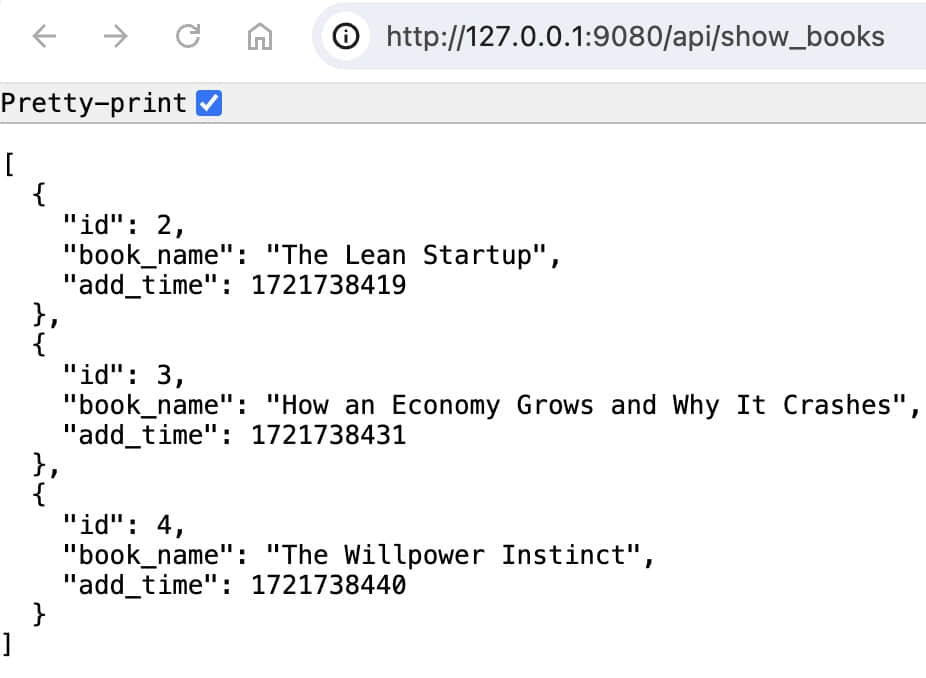 http://127.0.0.1:9080/api/show_books
Pretty-print
[
  {
    "id": 2,
    "book_name": "The Lean Startup",
    "add_time": 1721738419
  },
  {
    "id": 3,
    "book_name": "How an Economy Grows and Why It Crashes",
    "add_time": 1721738431
  },
  {
    "id": 4,
    "book_name": "The Willpower Instinct",
    "add_time": 1721738440
  }
]